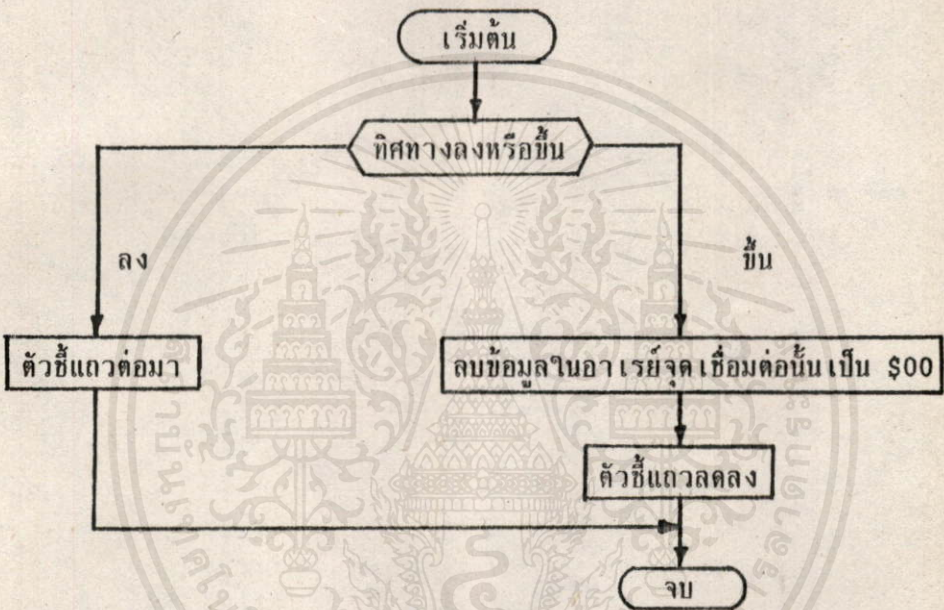 เริ่มต้น
ทิศทางลงหรือขึ้น
ลง
ขึ้น
ตัวชี้แถวต่อมา
ลบข้อมูลในอาเรย์จุดเชื่อมต่อนั้นเป็น $00
ตัวชี้แถวลดลง
จบ